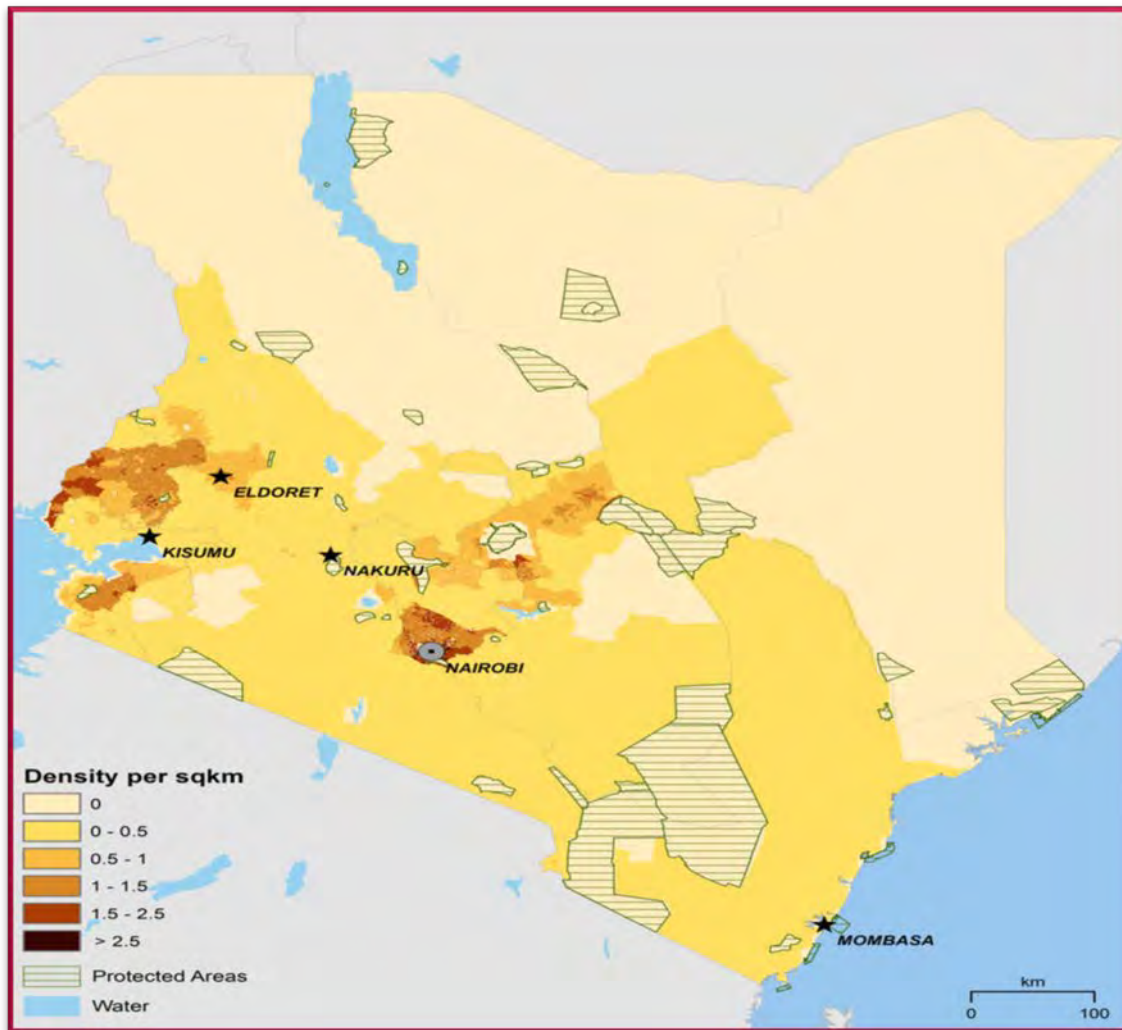 ELDORET
KISUMU
NAKURU
NAIROBI
MOMBASA
Density per sqkm
0
0 - 0.5
0.5 - 1
1 - 1.5
1.5 - 2.5
> 2.5
Protected Areas
Water
km
0 100